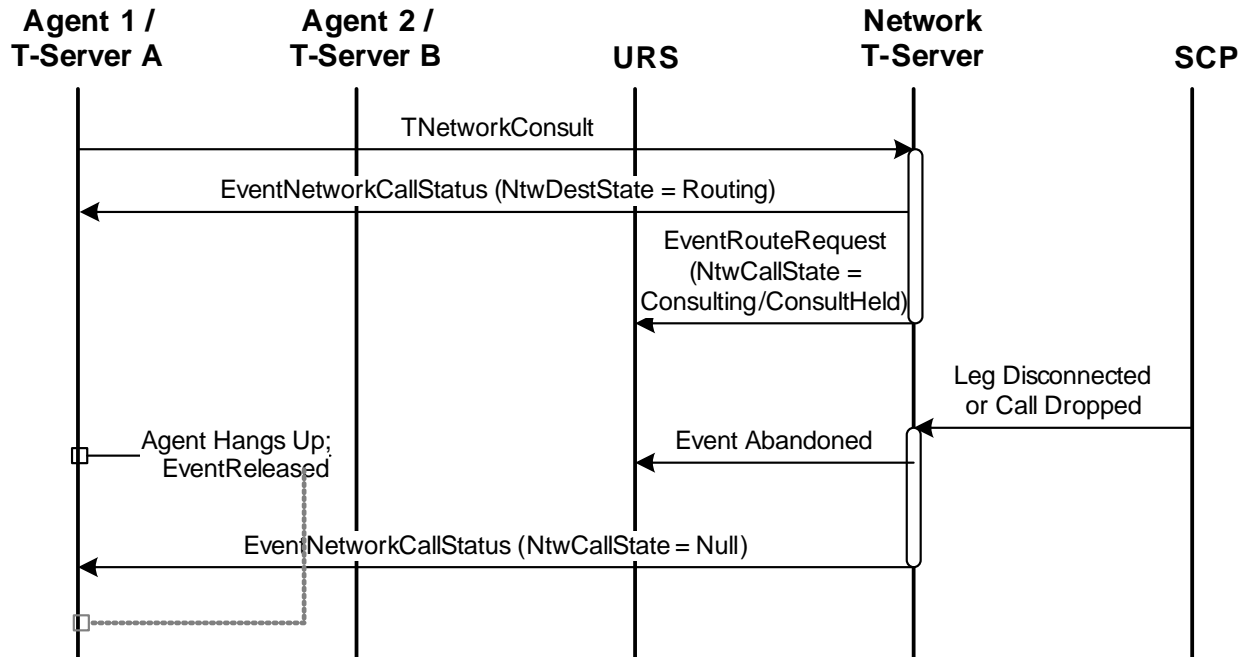 Agent 1 /
T-Server A
Agent 2 /
T-Server B
URS
Network
T-Server
SCP
TNetworkConsult
EventNetworkCallStatus (NtwDestState = Routing)
EventRouteRequest
(NtwCallState =
Consulting/ConsultHeld)
Leg Disconnected
or Call Dropped
Agent Hangs Up;
EventReleased
Event Abandoned
EventNetworkCallStatus (NtwCallState = Null)